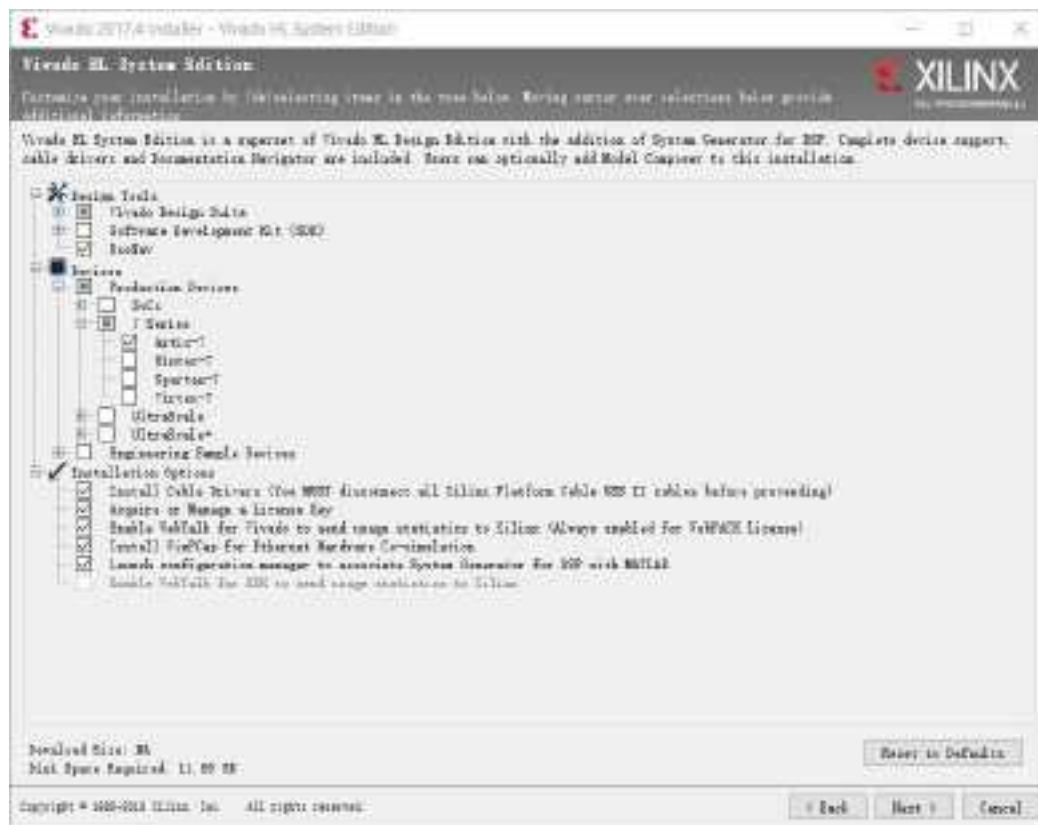 Vivado 2017.4 Installer - Vivado HL System Edition
Vivado HL System Edition
XILINX
Customize your installation by (de)selecting items in the tree below. Moving cursor over selections below provide
additional information
Vivado HL System Edition is a superset of Vivado HL Design Edition with the addition of System Generator for DSP. Complete device support,
cable drivers and Documentation Navigator are included. Users can optionally add Model Composer to this installation.
Design Tools
Vivado Design Suite
Software Development Kit (SDK)
DocNav
Devices
Production Devices
SoCs
7 Series
Artix-7
Kintex-7
Spartan-7
Virtex-7
UltraScale
UltraScale+
Engineering Sample Devices
Installation Options
Install Cable Drivers (You MUST disconnect all Xilinx Platform Cable USB II cables before proceeding)
Acquire or Manage a License Key
Enable WebTalk for Vivado to send usage statistics to Xilinx (Always enabled for WebPACK license)
Install WinPCap for Ethernet Hardware Co-simulation
Launch configuration manager to associate System Generator for DSP with MATLAB
Enable WebTalk for SDK to send usage statistics to Xilinx
Download Size: NA
Disk Space Required: GB
Reset to Defaults
Copyright © Xilinx, Inc. All rights reserved.
< Back
Next >
Cancel